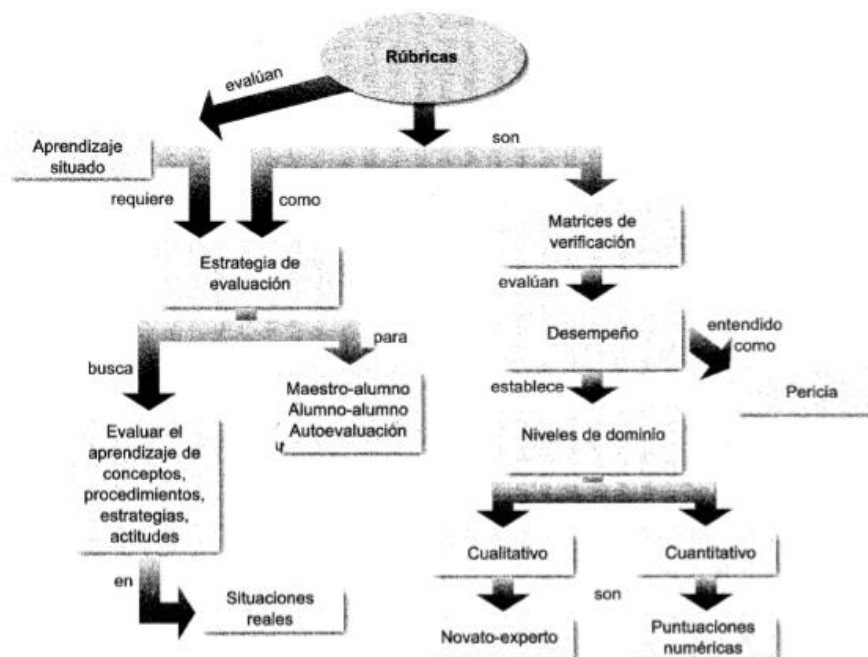 Rúbricas
evalúan
son
Aprendizaje
situado
requiere
como
Matrices de
verificación
Estrategia de
evaluación
evalúan
Desempeño
entendido
como
para
busca
establece
Pericia
Maestro-alumno
Alumno-alumno
Autoevaluación
Niveles de dominio
Evaluar el
aprendizaje de
conceptos,
procedimientos,
estrategias,
actitudes
Cualitativo
Cuantitativo
en
son
Situaciones
reales
Novato-experto
Puntuaciones
numéricas